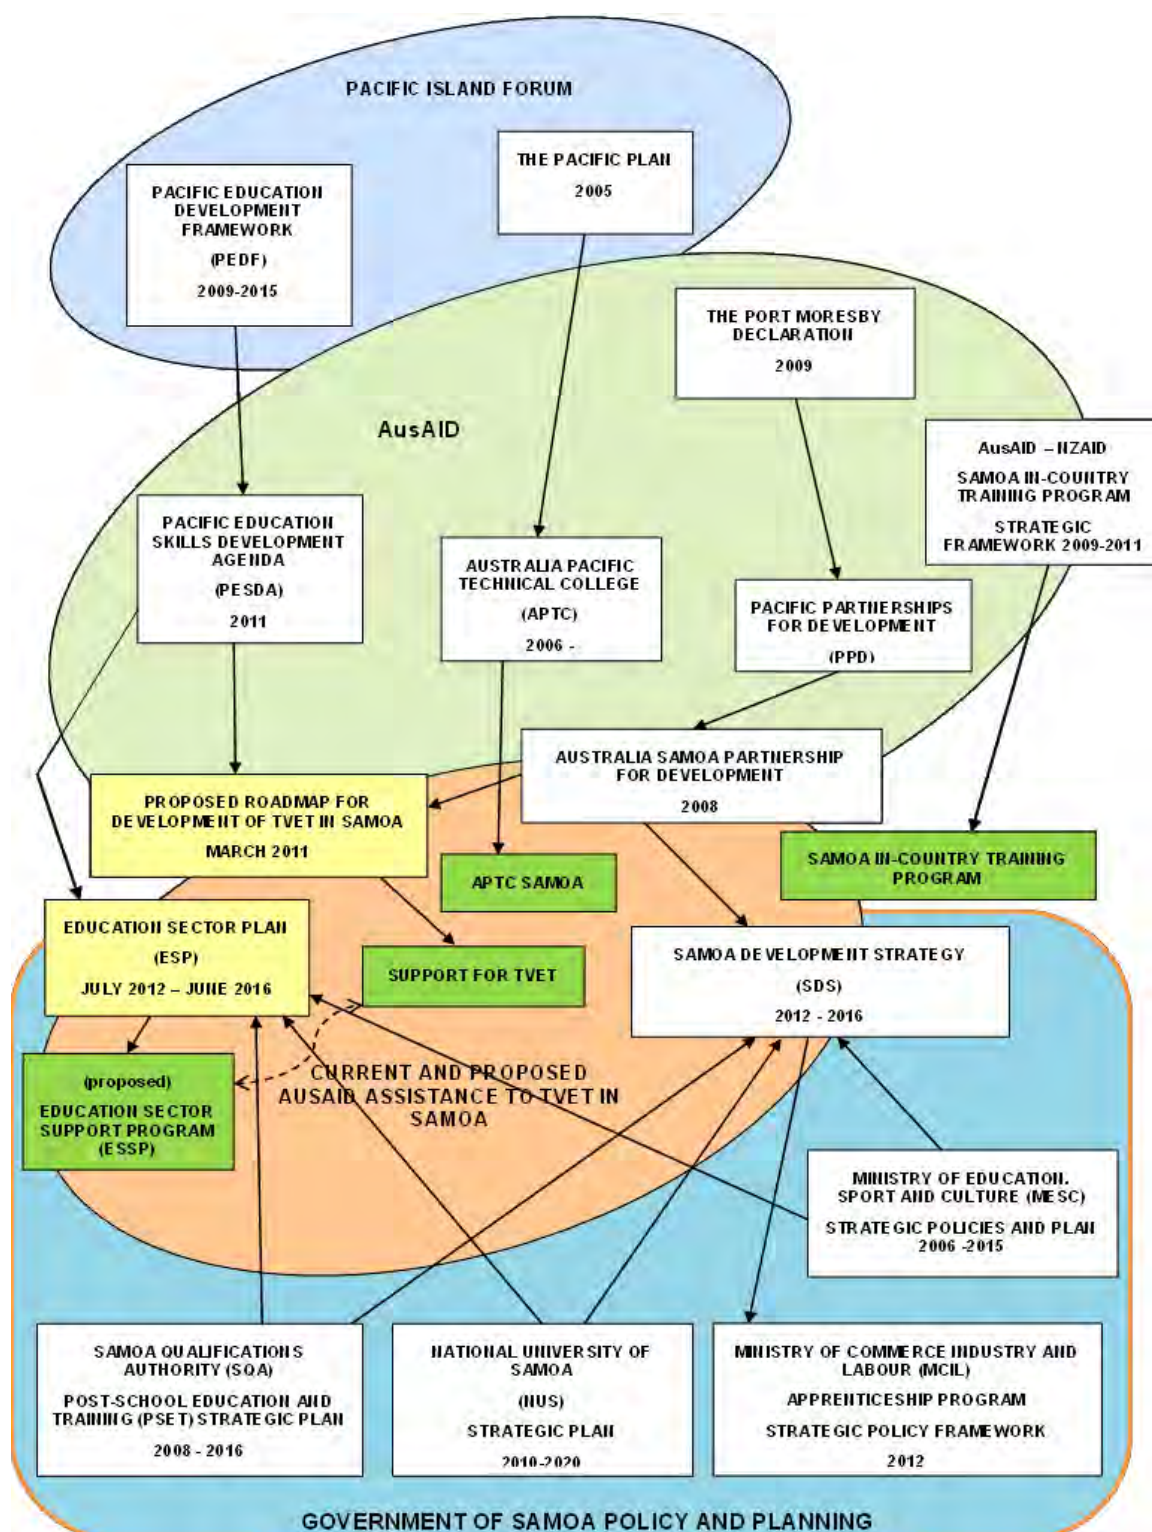 PACIFIC ISLAND FORUM
THE PACIFIC PLAN
2005
PACIFIC EDUCATION
DEVELOPMENT
FRAMEWORK
(PEDF)
2009-2015
THE PORT MORESBY
DECLARATION
2009
AusAID
AusAID – NZAID
SAMOA IN-COUNTRY
TRAINING PROGRAM
STRATEGIC
FRAMEWORK 2009-2011
PACIFIC EDUCATION
SKILLS DEVELOPMENT
AGENDA
(PESDA)
2011
AUSTRALIA PACIFIC
TECHNICAL COLLEGE
(APTC)
2006 -
PACIFIC PARTNERSHIPS
FOR DEVELOPMENT
(PPD)
AUSTRALIA SAMOA PARTNERSHIP
FOR DEVELOPMENT
2008
PROPOSED ROADMAP FOR
DEVELOPMENT OF TVET IN SAMOA
MARCH 2011
APTC SAMOA
SAMOA IN-COUNTRY TRAINING
PROGRAM
EDUCATION SECTOR PLAN
(ESP)
JULY 2012 – JUNE 2016
SUPPORT FOR TVET
SAMOA DEVELOPMENT STRATEGY
(SDS)
2012 - 2016
(proposed)
EDUCATION SECTOR
SUPPORT PROGRAM
(ESSP)
CURRENT AND PROPOSED
AUSAID ASSISTANCE TO TVET IN
SAMOA
MINISTRY OF EDUCATION.
SPORT AND CULTURE (MESC)
STRATEGIC POLICIES AND PLAN
2006 -2015
SAMOA QUALIFICATIONS
AUTHORITY (SQA)
POST-SCHOOL EDUCATION AND
TRAINING (PSET) STRATEGIC PLAN
2008 - 2016
NATIONAL UNIVERSITY OF
SAMOA
(NUS)
STRATEGIC PLAN
2010-2020
MINISTRY OF COMMERCE INDUSTRY AND
LABOUR (MCIL)
APPRENTICESHIP PROGRAM
STRATEGIC POLICY FRAMEWORK
2012
GOVERNMENT OF SAMOA POLICY AND PLANNING